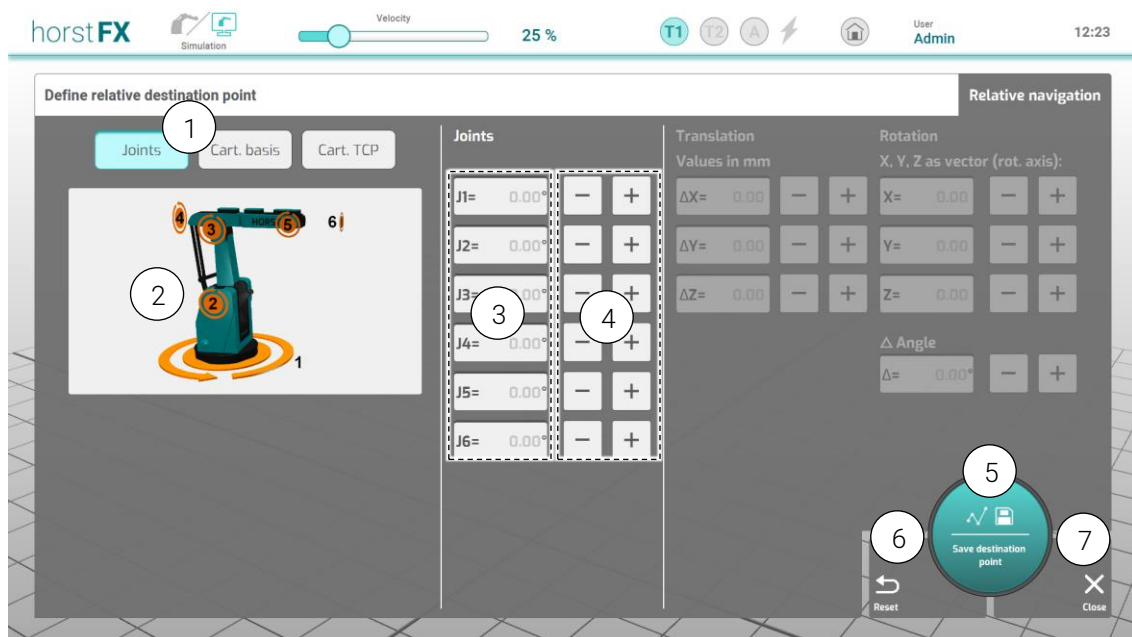 horstFX
Simulation
Velocity
25 %
T1
T2
A
User
Admin
12:23
Define relative destination point
Relative navigation
1
Joints
Cart. basis
Cart. TCP
Joints
Translation
Values in mm
Rotation
X, Y, Z as vector (rot. axis):
4
3
HORST
5
6
2
2
1
J1= 0.00° − +
J2= 0.00° − +
J3= 0.00° − +
J4= 0.00° − +
J5= 0.00° − +
J6= 0.00° − +
3
4
ΔX= 0.00 − +
ΔY= 0.00 − +
ΔZ= 0.00 − +
X= 0.00 − +
Y= 0.00 − +
Z= 0.00 − +
Δ Angle
Δ= 0.00° − +
5
Save destination
point
6
Reset
7
Close